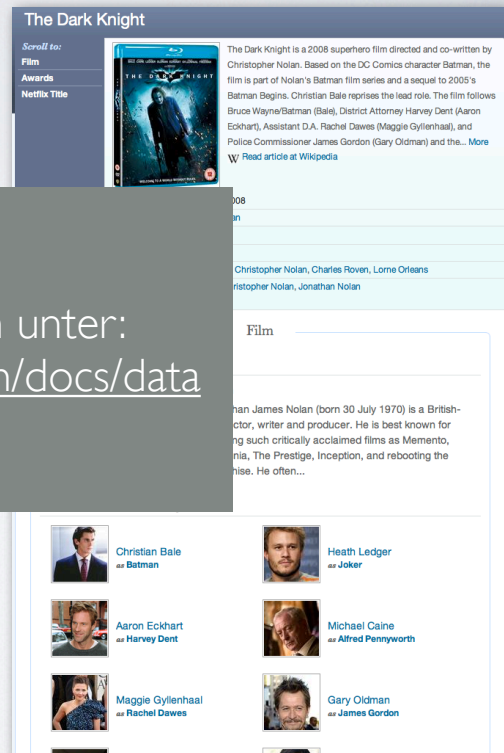 The Dark Knight
Scroll to:
Film
Awards
Netflix Title
THE DARK KNIGHT
WELCOME TO A WORLD WITHOUT RULES.
The Dark Knight is a 2008 superhero film directed and co-written by
Christopher Nolan. Based on the DC Comics character Batman, the
film is part of Nolan's Batman film series and a sequel to 2005's
Batman Begins. Christian Bale reprises the lead role. The film follows
Bruce Wayne/Batman (Bale), District Attorney Harvey Dent (Aaron
Eckhart), Assistant D.A. Rachel Dawes (Maggie Gyllenhaal), and
Police Commissioner James Gordon (Gary Oldman) and the... More
W Read article at Wikipedia
008
an
Christopher Nolan, Charles Roven, Lorne Orleans
ristopher Nolan, Jonathan Nolan
unter:
n/docs/data
Film
han James Nolan (born 30 July 1970) is a British-
ctor, writer and producer. He is best known for
ng such critically acclaimed films as Memento,
nia, The Prestige, Inception, and rebooting the
hise. He often...
Christian Bale
as Batman
Heath Ledger
as Joker
Aaron Eckhart
as Harvey Dent
Michael Caine
as Alfred Pennyworth
Maggie Gyllenhaal
as Rachel Dawes
Gary Oldman
as James Gordon